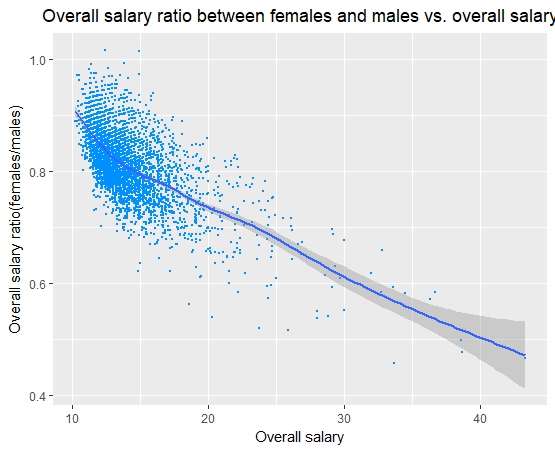 Overall salary ratio between females and males vs. overall salary
1.0
0.8
0.6
0.4
Overall salary ratio(females/males)
10 20 30 40
Overall salary